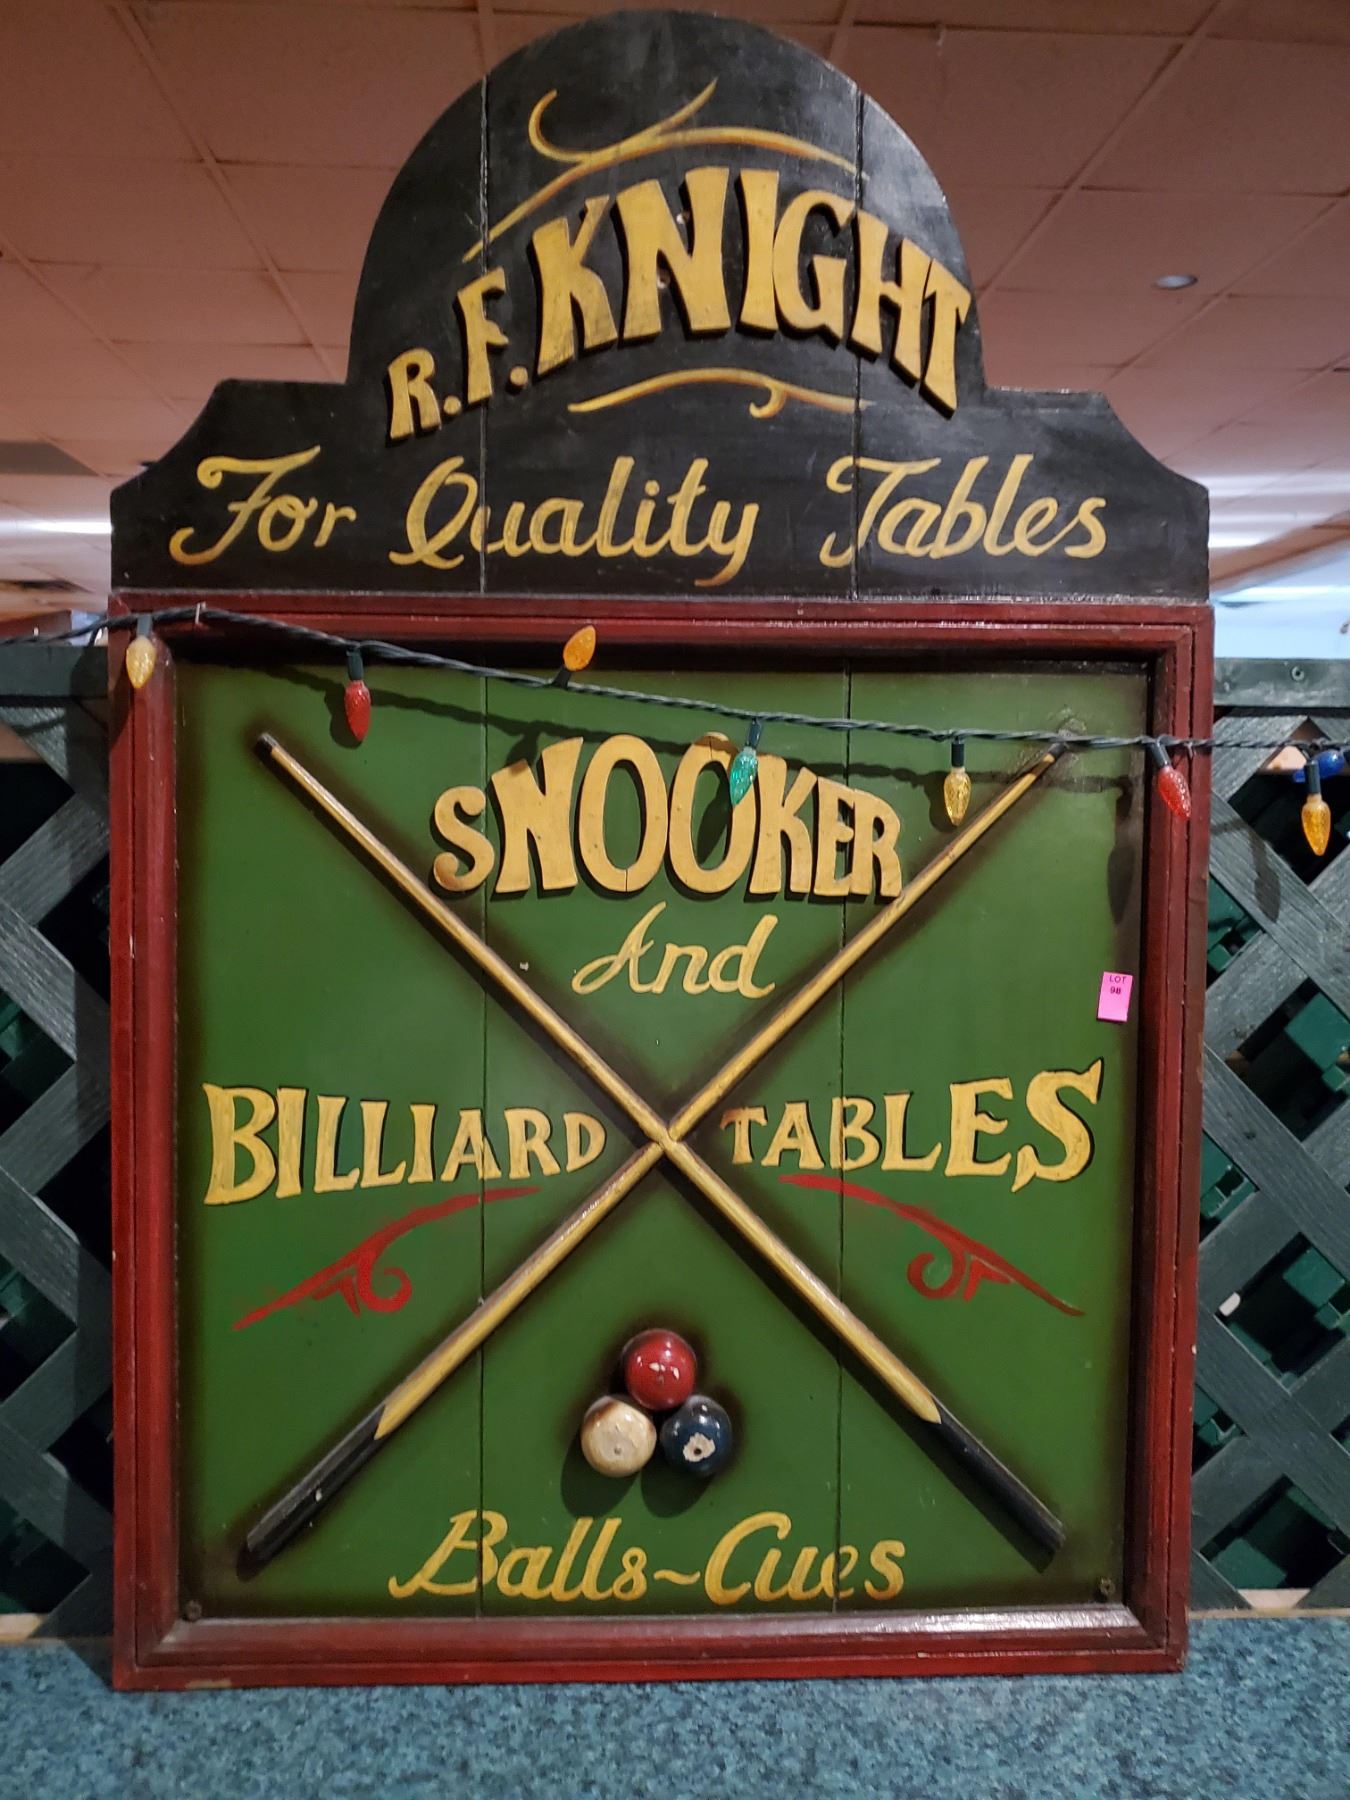 R.F. KNIGHT
For Quality Tables
SNOOKER
And
BILLIARD TABLES
LOT
98
Balls~Cues